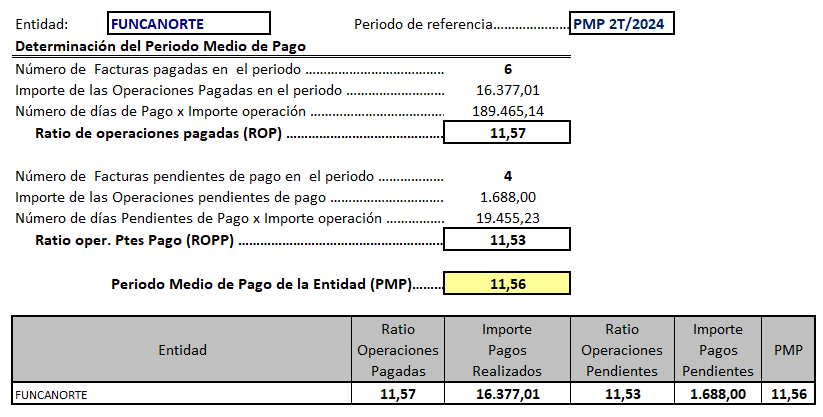 Entidad: FUNCANORTE Periodo de referencia..................... PMP 2T/2024
Determinación del Periodo Medio de Pago
Número de Facturas pagadas en el periodo ...................................... 6
Importe de las Operaciones Pagadas en el periodo ........................... 16.377,01
Número de días de Pago x Importe operación ..................................... 189.465,14
Ratio de operaciones pagadas (ROP) ........................................... 11,57
Número de Facturas pendientes de pago en el periodo ................... 4
Importe de las Operaciones pendientes de pago ............................... 1.688,00
Número de días Pendientes de Pago x Importe operación ................ 19.455,23
Ratio oper. Ptes Pago (ROPP) ........................................................ 11,53
Periodo Medio de Pago de la Entidad (PMP)......... 11,56
Entidad Ratio Operaciones Pagadas Importe Pagos Realizados Ratio Operaciones Pendientes Importe Pagos Pendientes PMP
FUNCANORTE 11,57 16.377,01 11,53 1.688,00 11,56